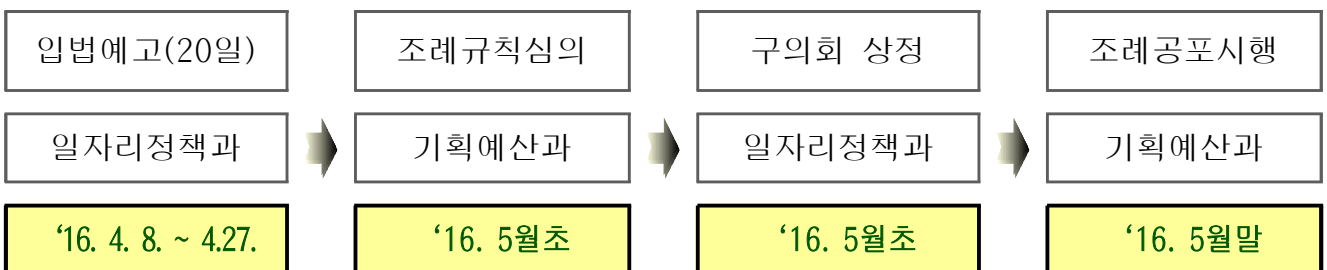 입법예고(20일) 조례규칙심의 구의회 상정 조례공포시행
일자리정책과 기획예산과 일자리정책과 기획예산과
‘16. 4. 8. ~ 4.27. ‘16. 5월초 ‘16. 5월초 ‘16. 5월말